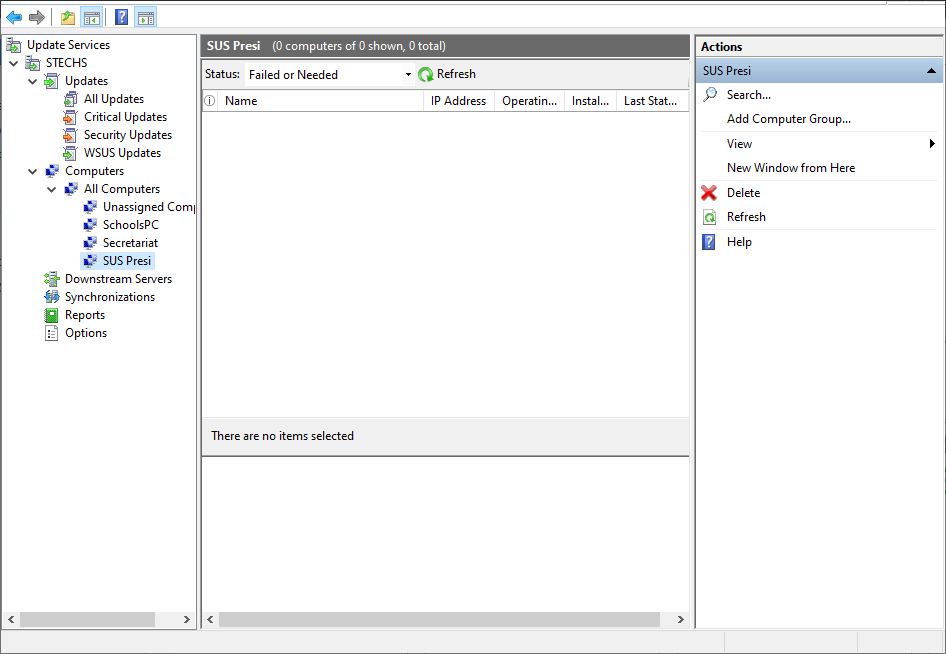 Update Services
STECHS
Updates
All Updates
Critical Updates
Security Updates
WSUS Updates
Computers
All Computers
Unassigned Comp
SchoolsPC
Secretariat
SUS Presi
Downstream Servers
Synchronizations
Reports
Options
SUS Presi (0 computers of 0 shown, 0 total)
Status: Failed or Needed Refresh
Name IP Address Operatin... Instal... Last Stat...
There are no items selected
Actions
SUS Presi
Search...
Add Computer Group...
View
New Window from Here
Delete
Refresh
Help